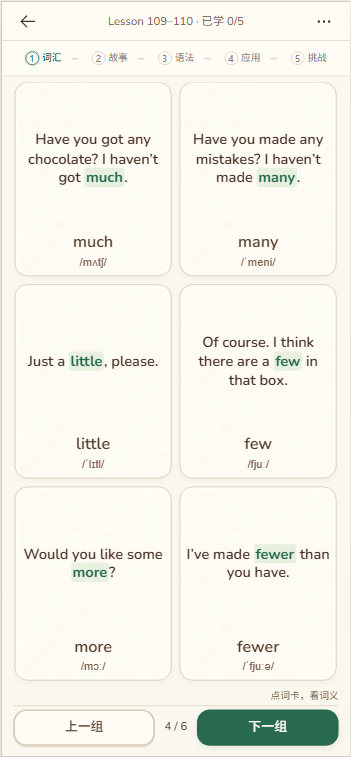 Lesson 109–110 · 已学 0/5
1 词汇 – 2 故事 – 3 语法 – 4 应用 – 5 挑战
Have you got any
chocolate? I haven't
got much.
much
/mʌtʃ/
Have you made any
mistakes? I haven't
made many.
many
/ˈmeni/
Just a little, please.
little
/ˈlɪtl/
Of course. I think
there are a few in
that box.
few
/fjuː/
Would you like some
more?
more
/mɔː/
I've made fewer than
you have.
fewer
/ˈfjuːə/
点词卡，看词义
上一组
4 / 6
下一组